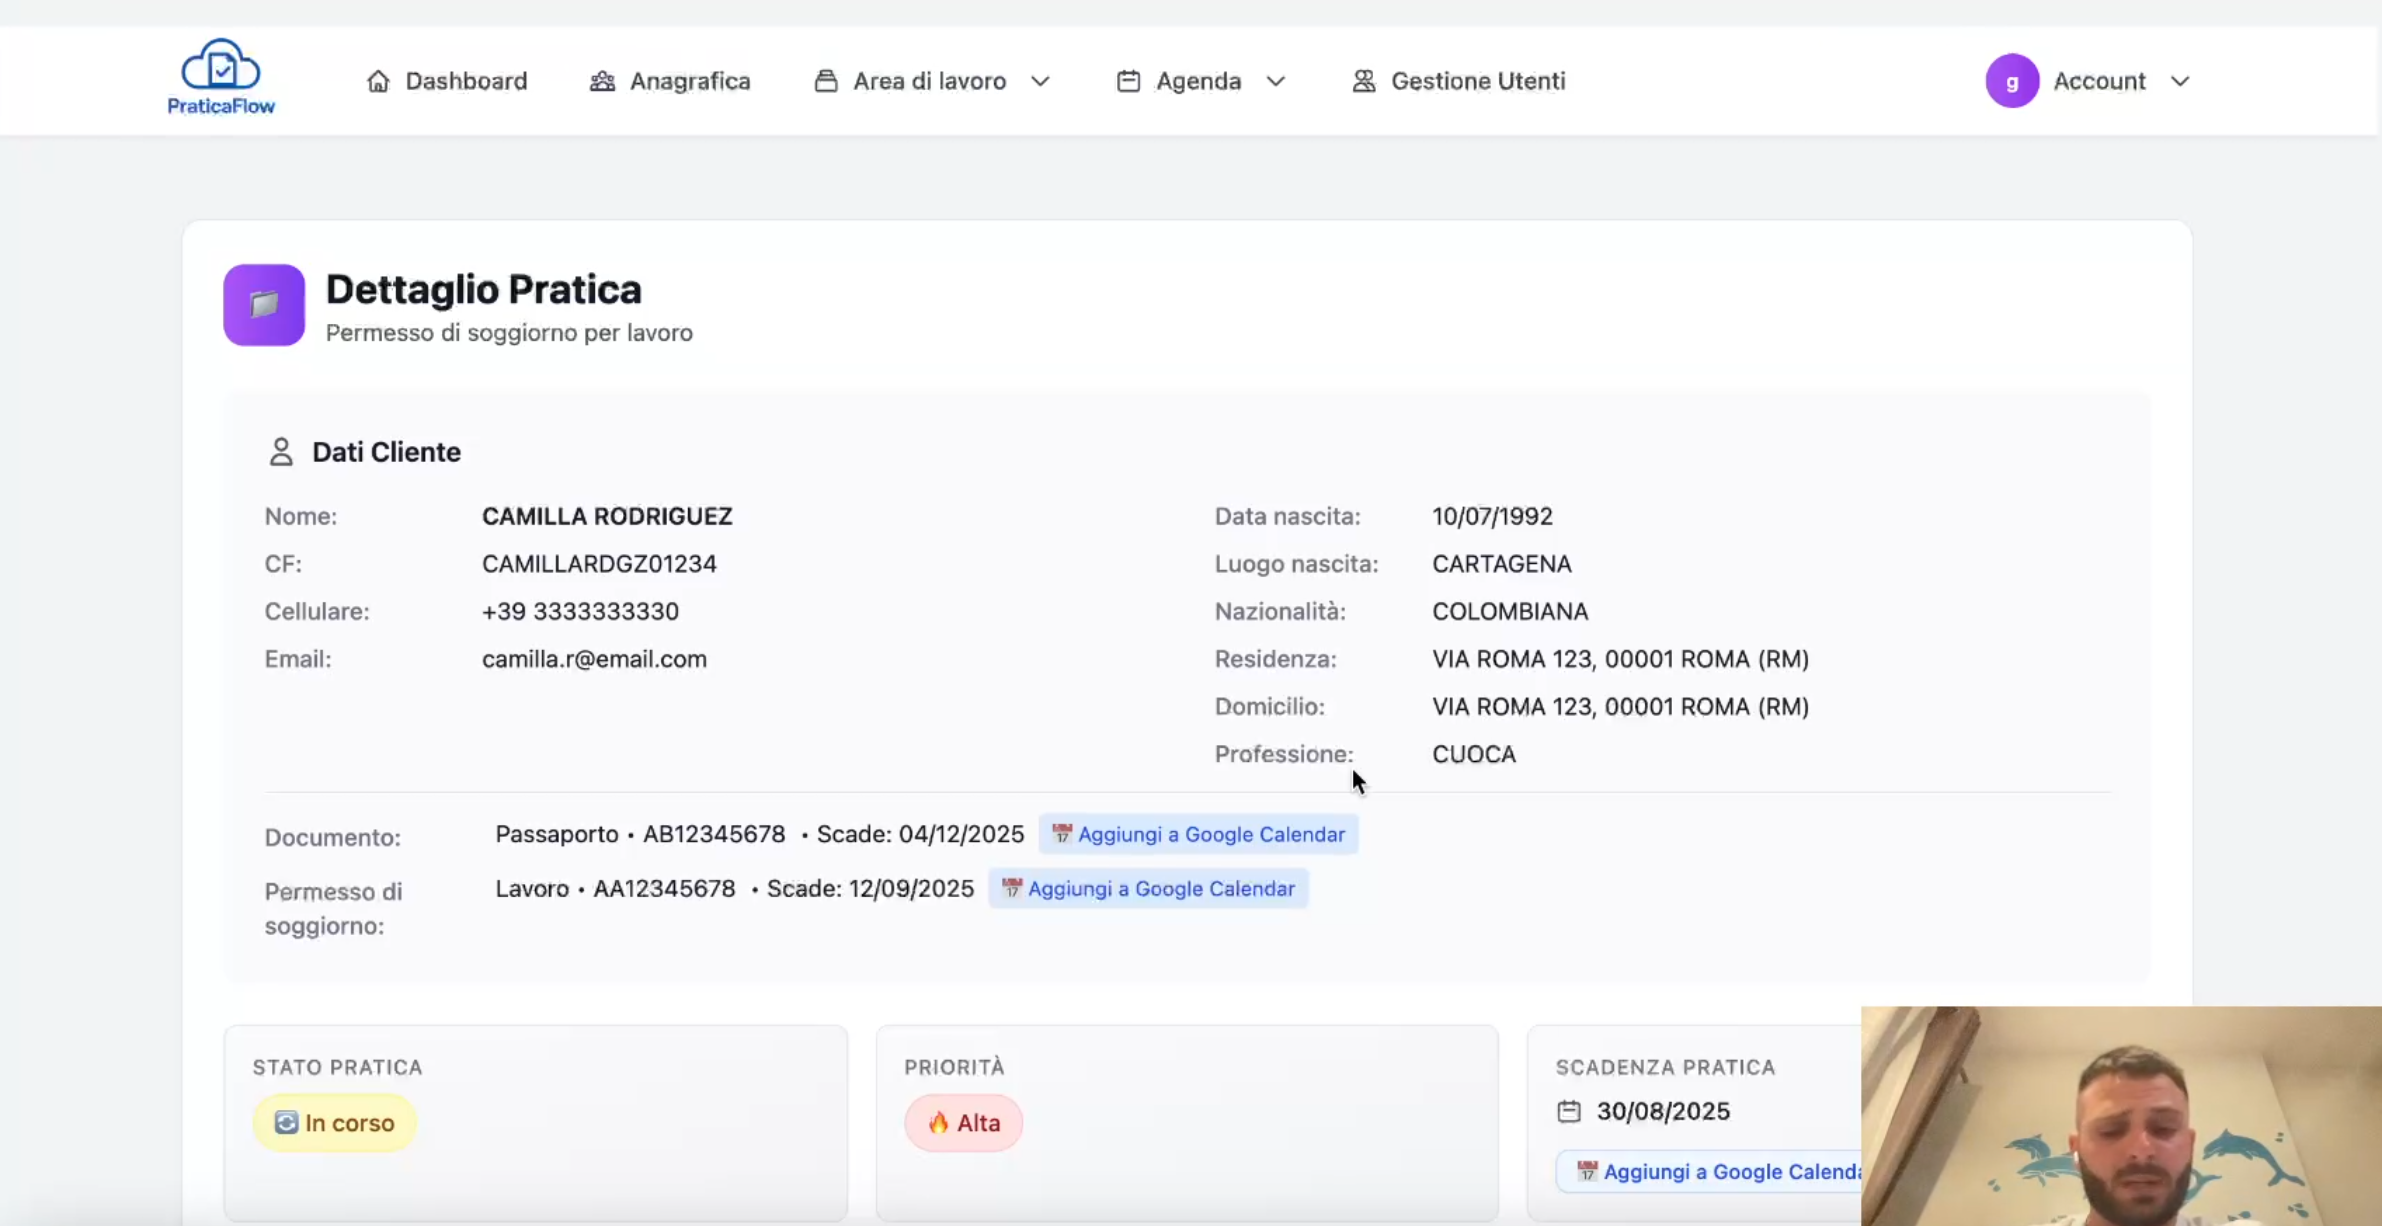 PraticaFlow
Dashboard
Anagrafica
Area di lavoro
Agenda
Gestione Utenti
g
Account
Dettaglio Pratica
Permesso di soggiorno per lavoro
Dati Cliente
Nome: CAMILLA RODRIGUEZ
CF: CAMILLARDGZ01234
Cellulare: +39 3333333330
Email: camilla.r@email.com
Data nascita: 10/07/1992
Luogo nascita: CARTAGENA
Nazionalità: COLOMBIANA
Residenza: VIA ROMA 123, 00001 ROMA (RM)
Domicilio: VIA ROMA 123, 00001 ROMA (RM)
Professione: CUOCA
Documento: Passaporto • AB12345678 • Scade: 04/12/2025 17 Aggiungi a Google Calendar
Permesso di
soggiorno: Lavoro • AA12345678 • Scade: 12/09/2025 17 Aggiungi a Google Calendar
STATO PRATICA
In corso
PRIORITÀ
Alta
SCADENZA PRATICA
30/08/2025
17 Aggiungi a Google Calenda